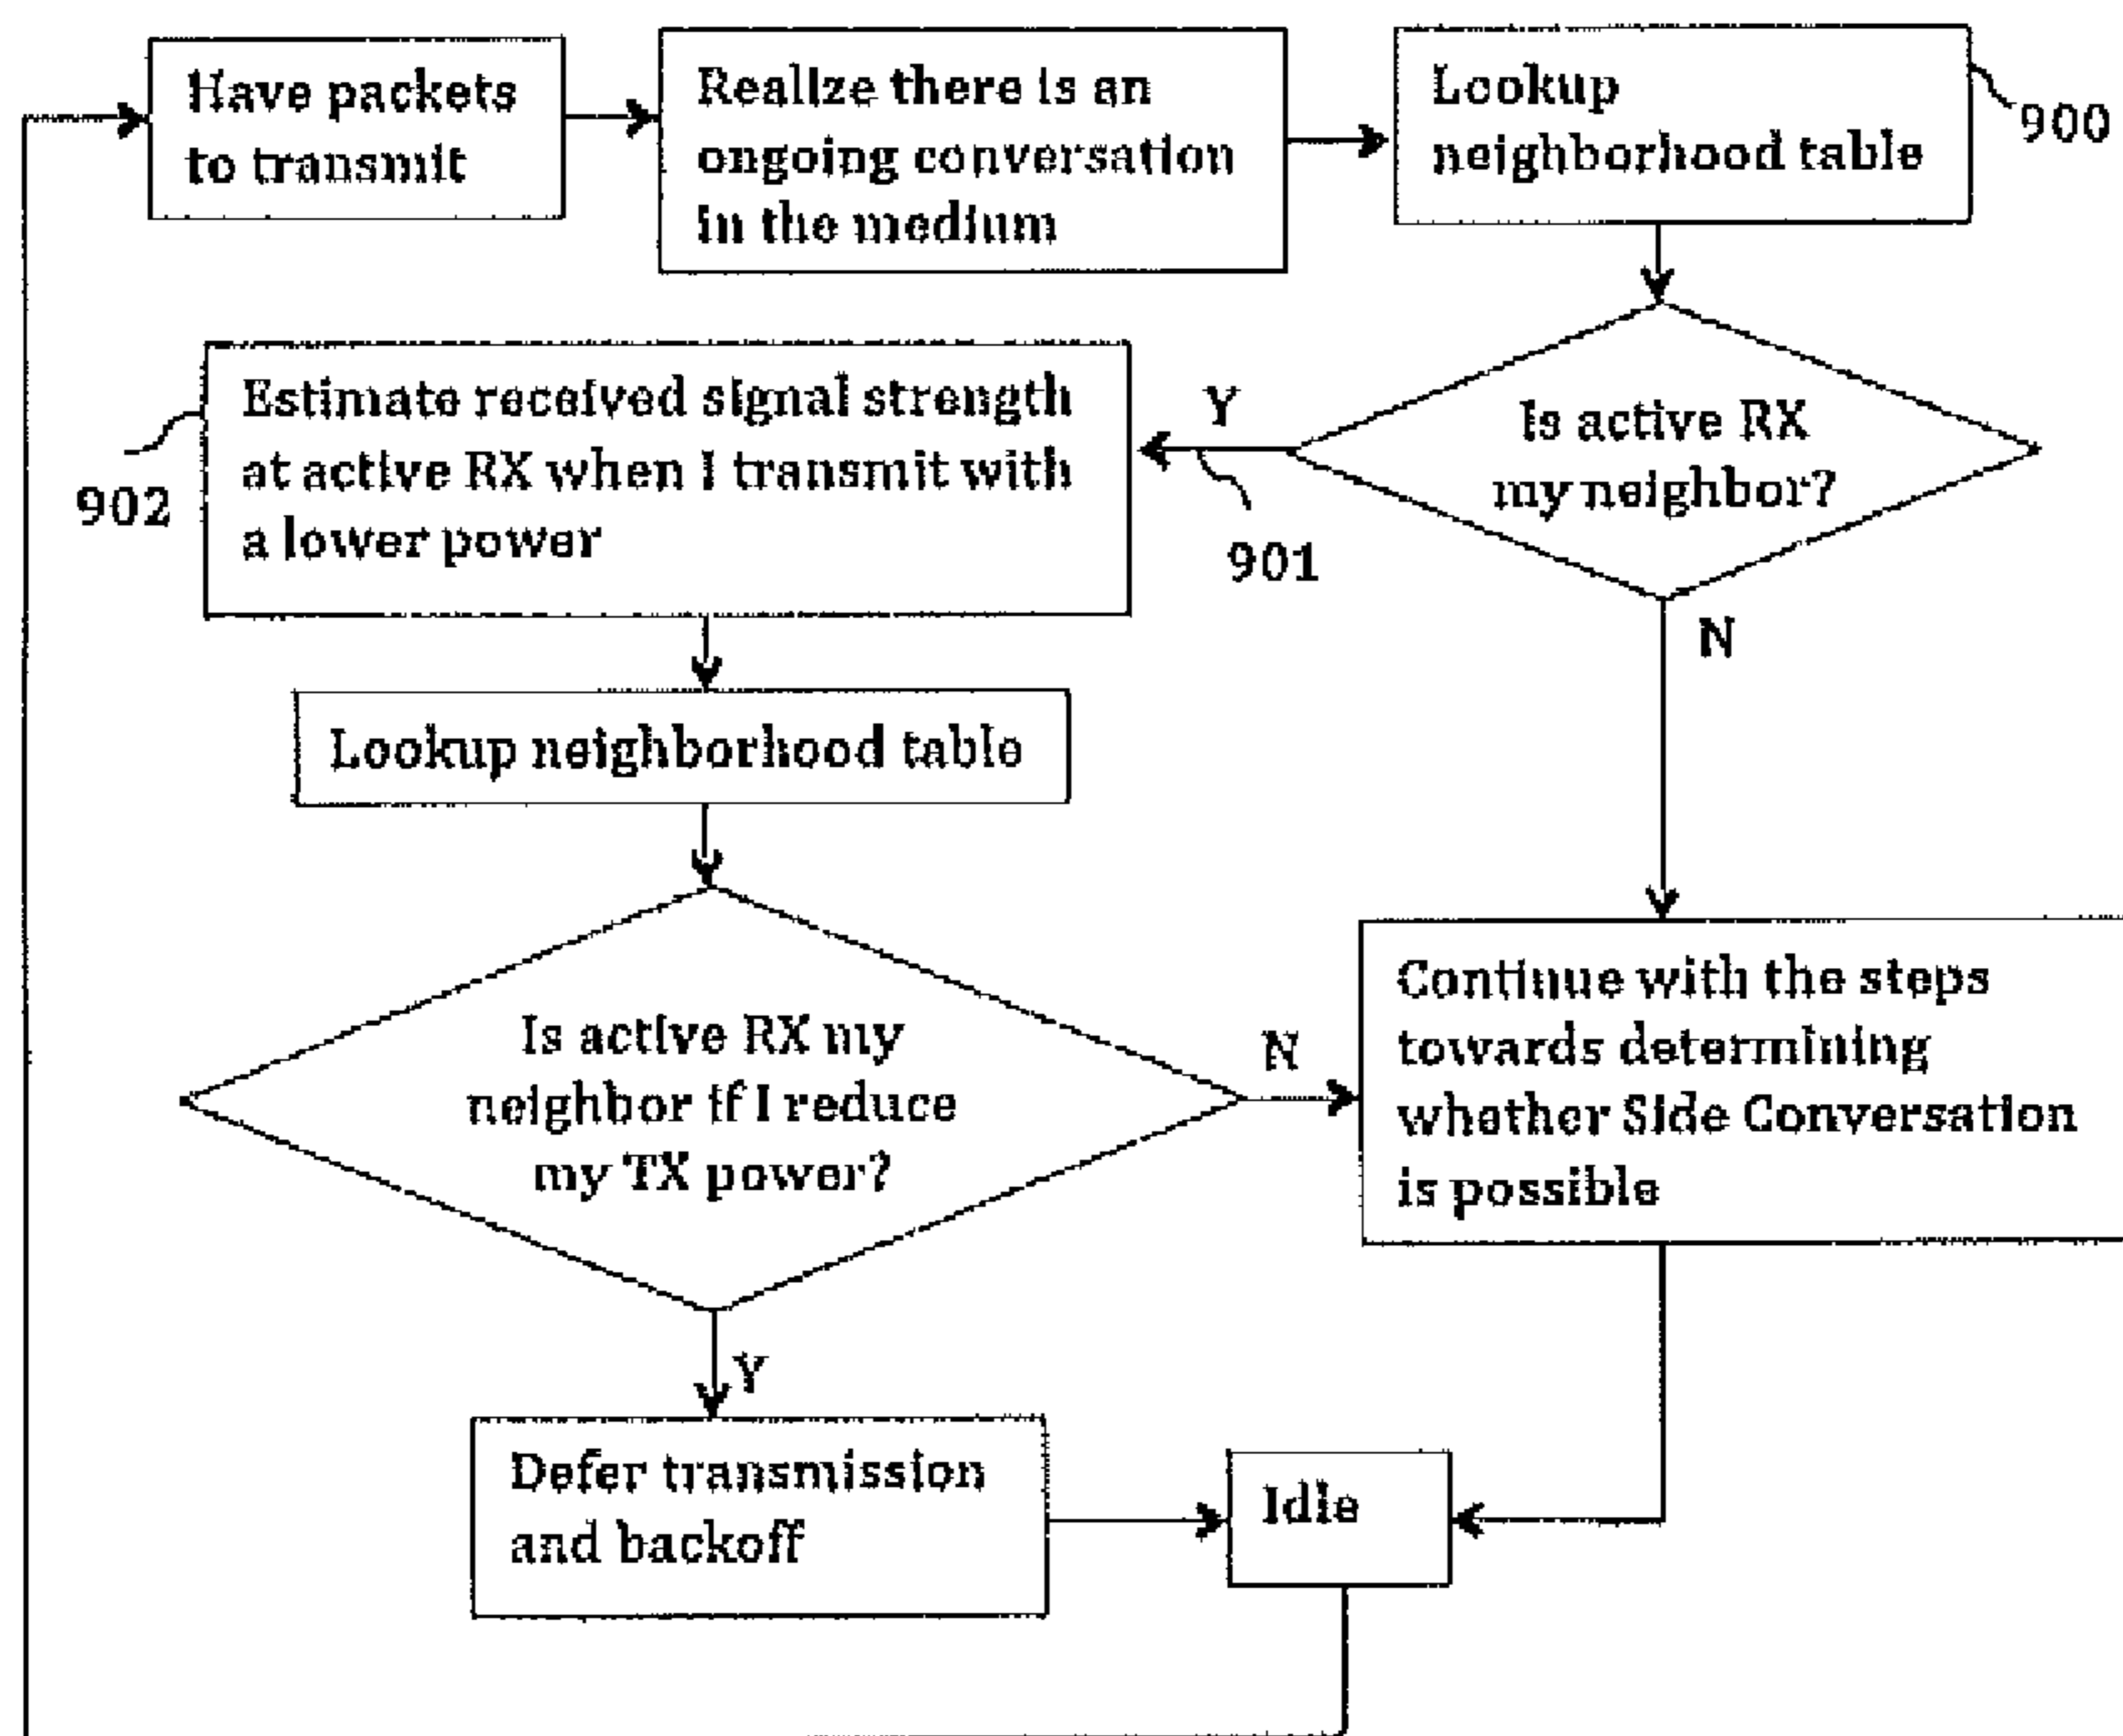 Have packets
to transmit
Realize there is an
ongoing conversation
in the medium
Lookup
neighborhood table
900
Estimate received signal strength
at active RX when I transmit with
a lower power
902
Y
901
Is active RX
my neighbor?
N
Lookup neighborhood table
Is active RX my
neighbor if I reduce
my TX power?
N
Continue with the steps
towards determining
whether Side Conversation
is possible
Y
Defer transmission
and backoff
Idle